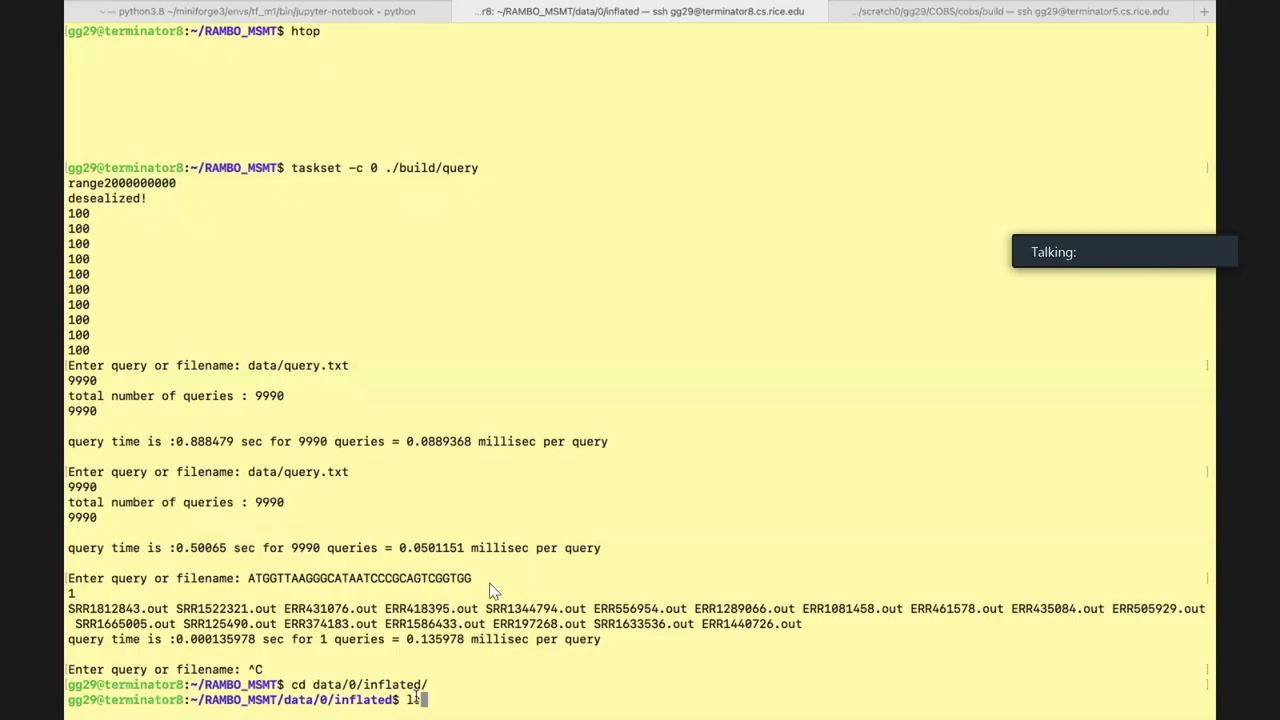 ~ — python3.8 ~/miniforge3/envs/tf_m1/bin/jupyter-notebook • python
...r8: ~/RAMBO_MSMT/data/0/inflated — ssh gg29@terminator8.cs.rice.edu
.../scratch0/gg29/COBS/cobs/build — ssh gg29@terminator5.cs.rice.edu
gg29@terminator8:~/RAMBO_MSMT$ htop
gg29@terminator8:~/RAMBO_MSMT$ taskset -c 0 ./build/query
range2000000000
desealized!
100
100
100
100
100
100
100
100
100
100
Enter query or filename: data/query.txt
9990
total number of queries : 9990
9990
query time is :0.888479 sec for 9990 queries = 0.0889368 millisec per query
Enter query or filename: data/query.txt
9990
total number of queries : 9990
9990
query time is :0.50065 sec for 9990 queries = 0.0501151 millisec per query
Enter query or filename: ATGGTTAAGGGCATAATCCCGCAGTCGGTGG
1
SRR1812843.out SRR1522321.out ERR431076.out ERR418395.out SRR1344794.out ERR556954.out ERR1289066.out ERR1081458.out ERR461578.out ERR435084.out ERR505929.out
SRR1665005.out SRR125490.out ERR374183.out ERR1586433.out ERR197268.out SRR1633536.out ERR1440726.out
query time is :0.000135978 sec for 1 queries = 0.135978 millisec per query
Enter query or filename: ^C
gg29@terminator8:~/RAMBO_MSMT$ cd data/0/inflated/
gg29@terminator8:~/RAMBO_MSMT/data/0/inflated$ ls
Talking: